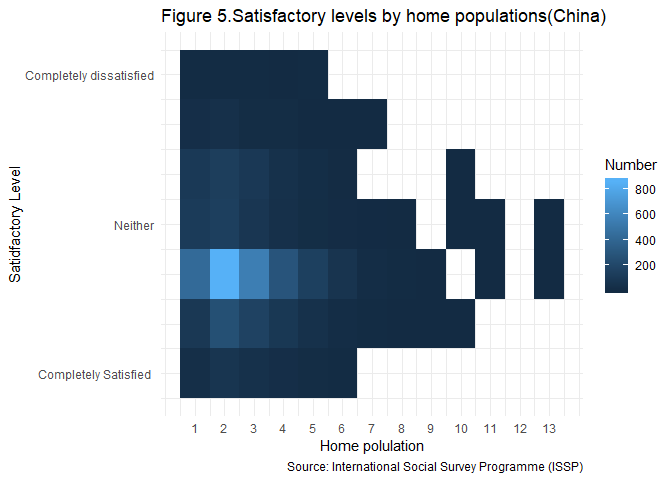 Figure 5.Satisfactory levels by home populations(China)
Completely dissatisfied
Neither
Completely Satisfied
Satidfactory Level
1 2 3 4 5 6 7 8 9 10 11 12 13
Home polulation
Source: International Social Survey Programme (ISSP)
Number
800
600
400
200